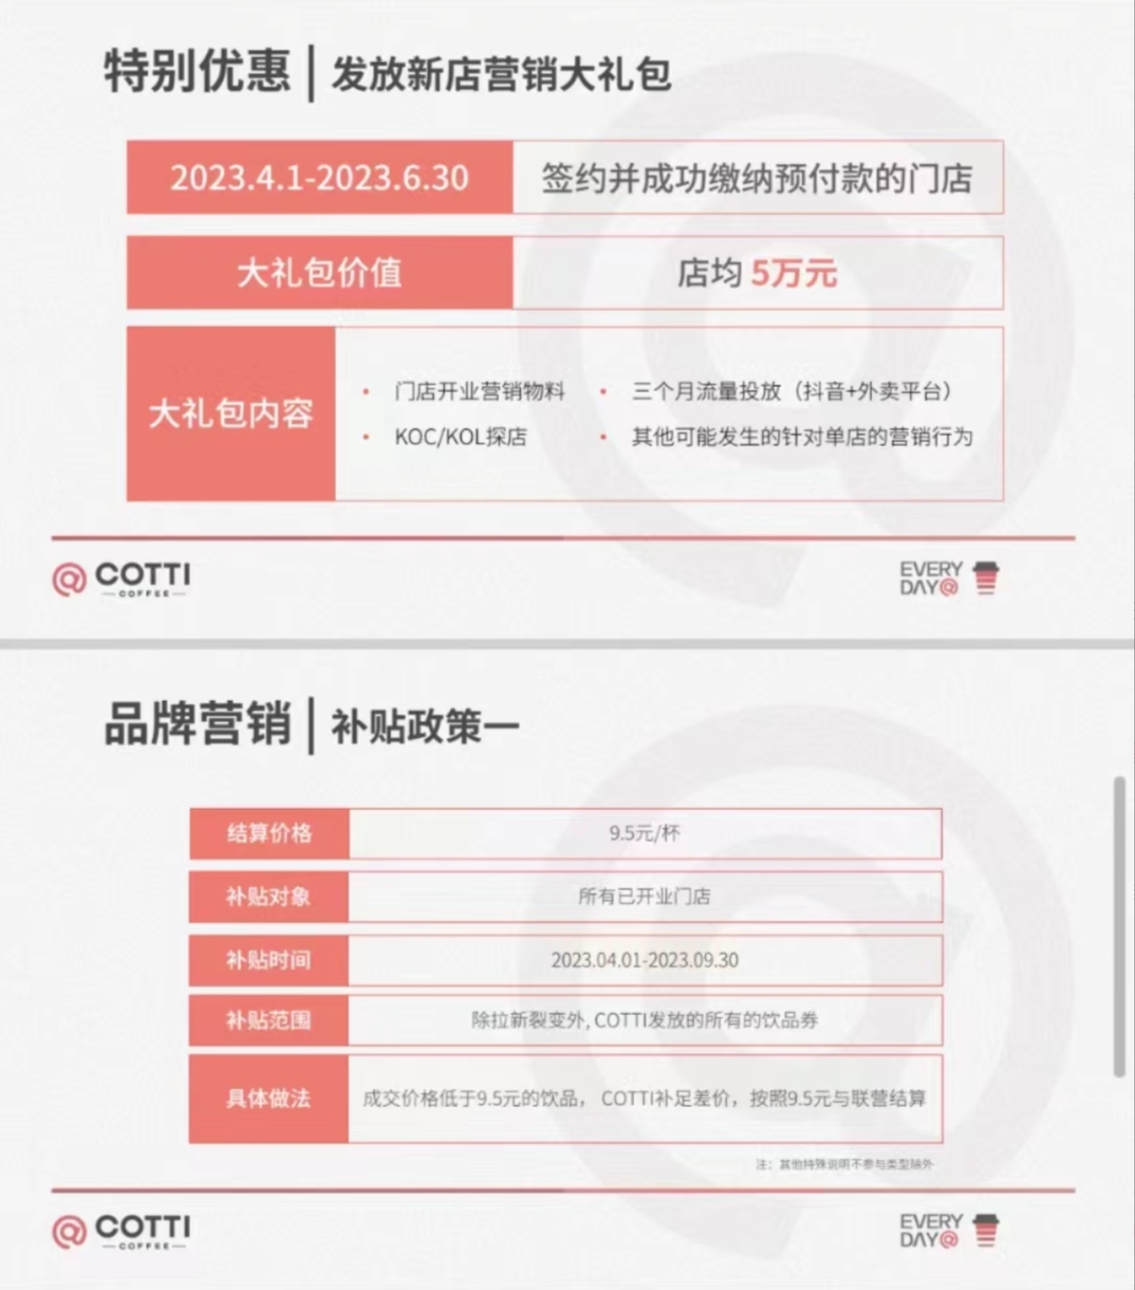 特别优惠 | 发放新店营销大礼包
2023.4.1-2023.6.30
签约并成功缴纳预付款的门店
大礼包价值
店均 5万元
大礼包内容
• 门店开业营销物料
• 三个月流量投放（抖音+外卖平台）
• KOC/KOL探店
• 其他可能发生的针对单店的营销行为
COTTI
COFFEE
EVERY
DAY@
品牌营销 | 补贴政策一
结算价格
9.5元/杯
补贴对象
所有已开业门店
补贴时间
2023.04.01-2023.09.30
补贴范围
除拉新裂变外, COTTI发放的所有的饮品券
具体做法
成交价格低于9.5元的饮品， COTTI补足差价，按照9.5元与联营结算
注：其他特殊说明不参与类型除外
COTTI
COFFEE
EVERY
DAY@